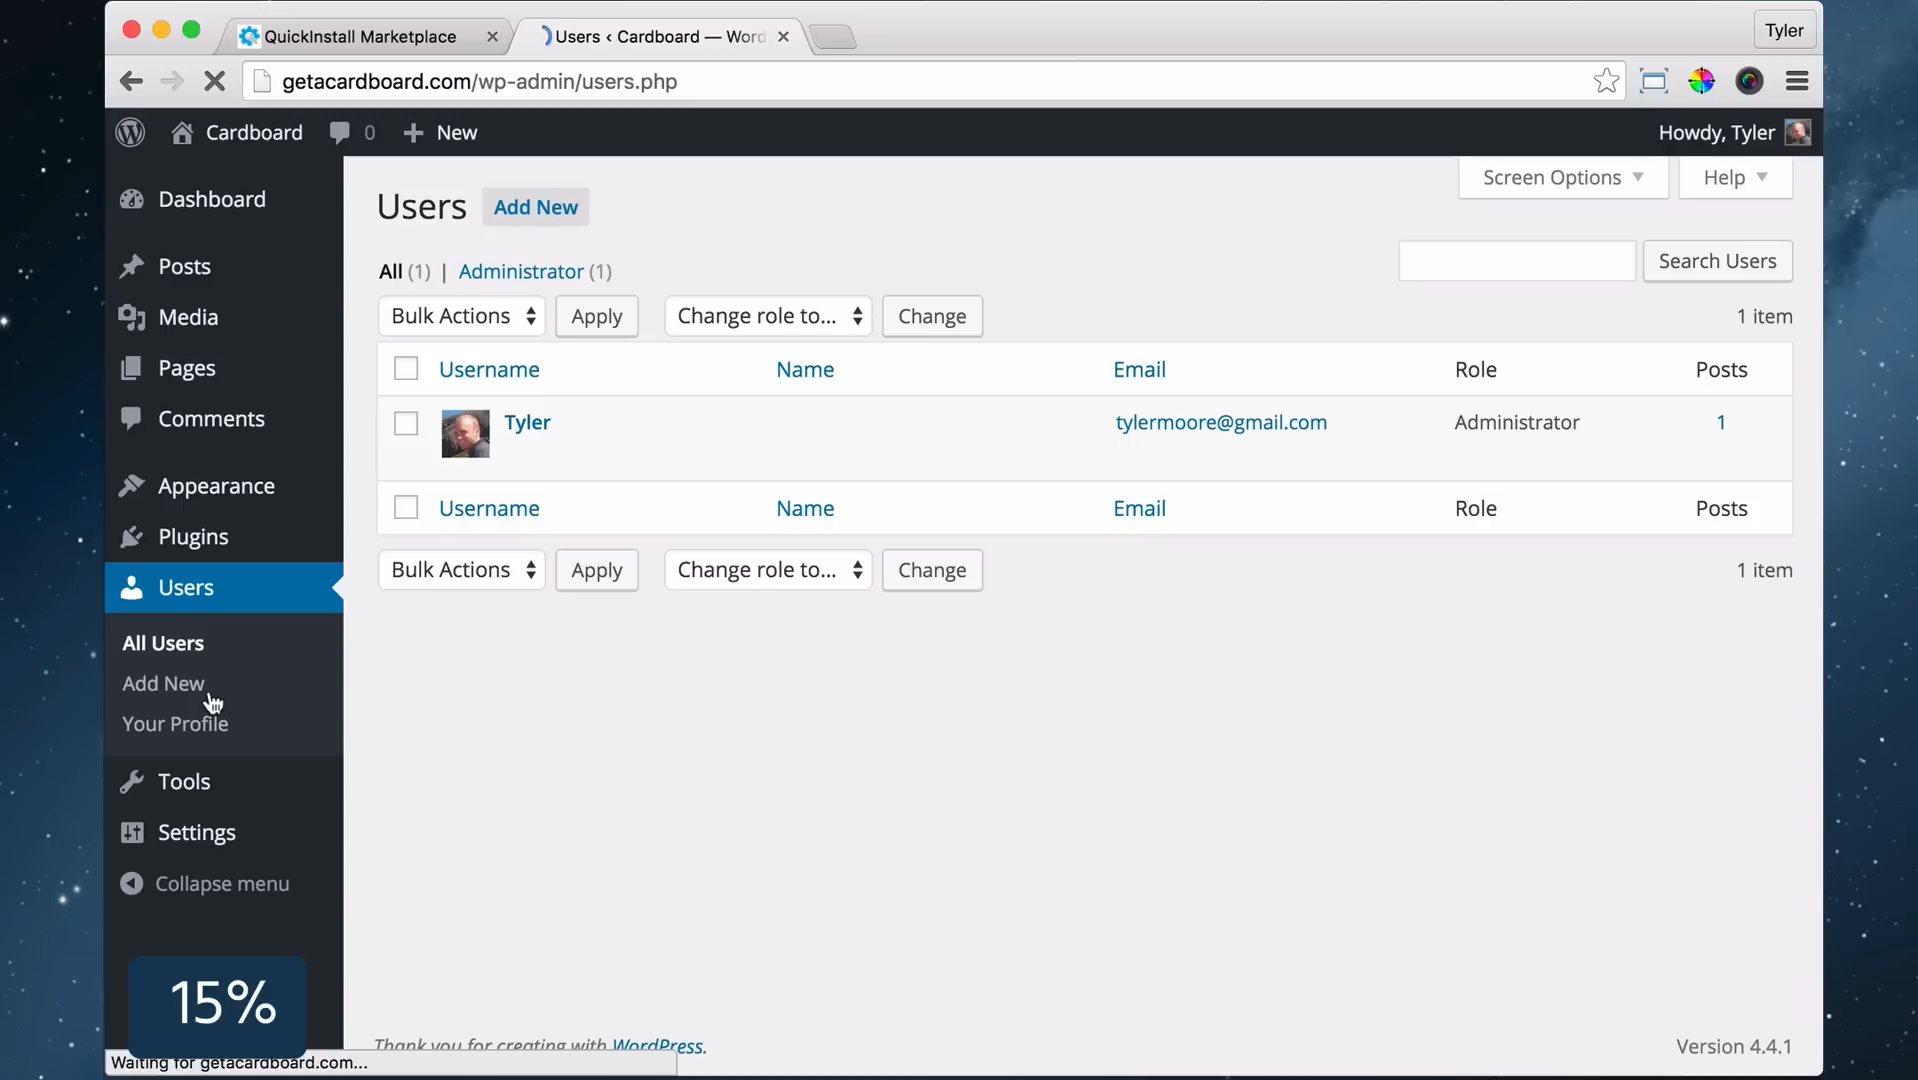 QuickInstall Marketplace
Users ‹ Cardboard — Word
Tyler
getacardboard.com/wp-admin/users.php
Cardboard 0 New
Howdy, Tyler
Dashboard
Posts
Media
Pages
Comments
Appearance
Plugins
Users
All Users
Add New
Your Profile
Tools
Settings
Collapse menu
15%
Waiting for getacardboard.com...
Screen Options Help
Users Add New
All (1) | Administrator (1)
Search Users
Bulk Actions Apply Change role to... Change 1 item
Username Name Email Role Posts
Tyler tylermoore@gmail.com Administrator 1
Username Name Email Role Posts
Bulk Actions Apply Change role to... Change 1 item
Thank you for creating with WordPress.
Version 4.4.1